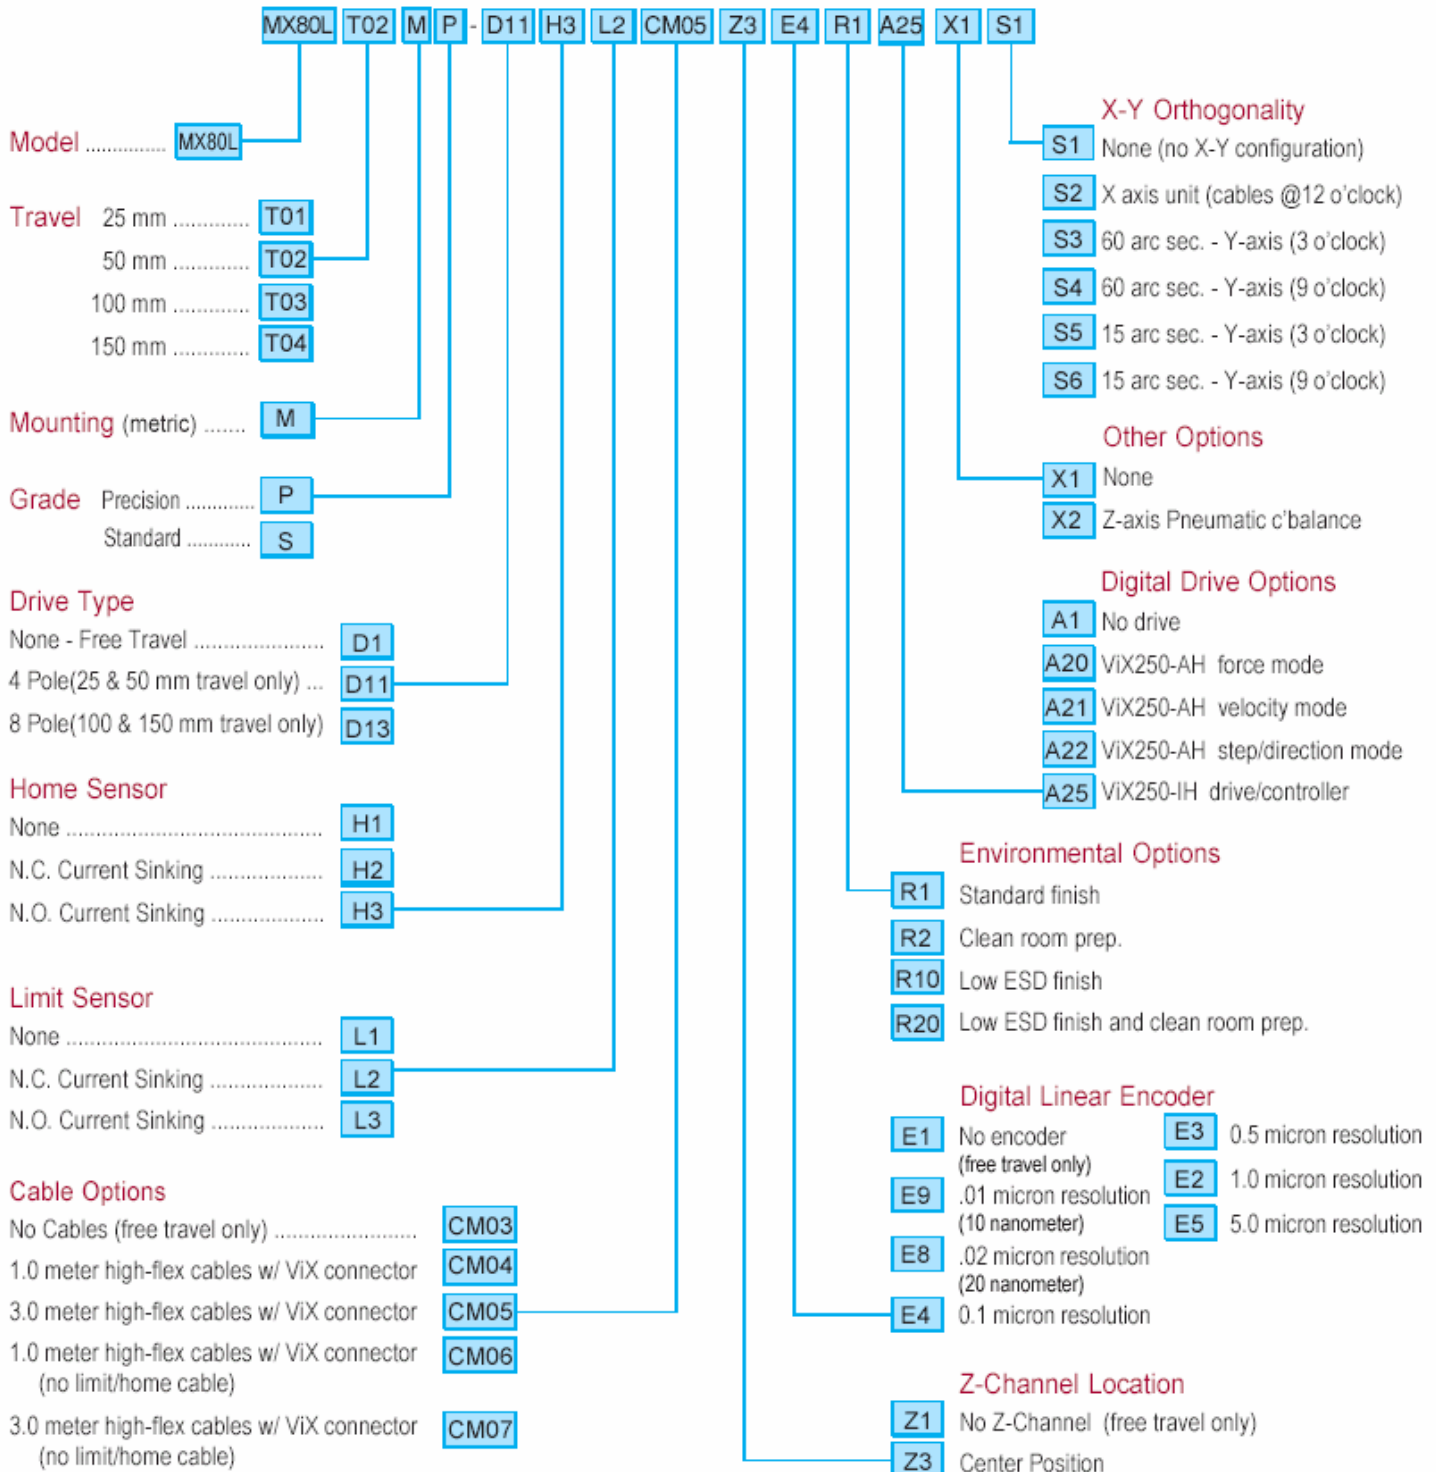 MX80L T02 M P - D11 H3 L2 CM05 Z3 E4 R1 A25 X1 S1
Model ............... MX80L
Travel 25 mm ............. T01
50 mm ............. T02
100 mm ............. T03
150 mm ............. T04
Mounting (metric) ....... M
Grade Precision ............. P
Standard ............ S
Drive Type
None - Free Travel ...................... D1
4 Pole(25 & 50 mm travel only) ... D11
8 Pole(100 & 150 mm travel only) D13
Home Sensor
None .......................................... H1
N.C. Current Sinking .................... H2
N.O. Current Sinking .................... H3
Limit Sensor
None .......................................... L1
N.C. Current Sinking .................... L2
N.O. Current Sinking .................... L3
Cable Options
No Cables (free travel only) ........................ CM03
1.0 meter high-flex cables w/ ViX connector CM04
3.0 meter high-flex cables w/ ViX connector CM05
1.0 meter high-flex cables w/ ViX connector CM06
(no limit/home cable)
3.0 meter high-flex cables w/ ViX connector CM07
(no limit/home cable)
X-Y Orthogonality
S1 None (no X-Y configuration)
S2 X axis unit (cables @12 o'clock)
S3 60 arc sec. - Y-axis (3 o'clock)
S4 60 arc sec. - Y-axis (9 o'clock)
S5 15 arc sec. - Y-axis (3 o'clock)
S6 15 arc sec. - Y-axis (9 o'clock)
Other Options
X1 None
X2 Z-axis Pneumatic c'balance
Digital Drive Options
A1 No drive
A20 ViX250-AH force mode
A21 ViX250-AH velocity mode
A22 ViX250-AH step/direction mode
A25 ViX250-IH drive/controller
Environmental Options
R1 Standard finish
R2 Clean room prep.
R10 Low ESD finish
R20 Low ESD finish and clean room prep.
Digital Linear Encoder
E1 No encoder
(free travel only)
E9 .01 micron resolution
(10 nanometer)
E8 .02 micron resolution
(20 nanometer)
E4 0.1 micron resolution
E3 0.5 micron resolution
E2 1.0 micron resolution
E5 5.0 micron resolution
Z-Channel Location
Z1 No Z-Channel (free travel only)
Z3 Center Position